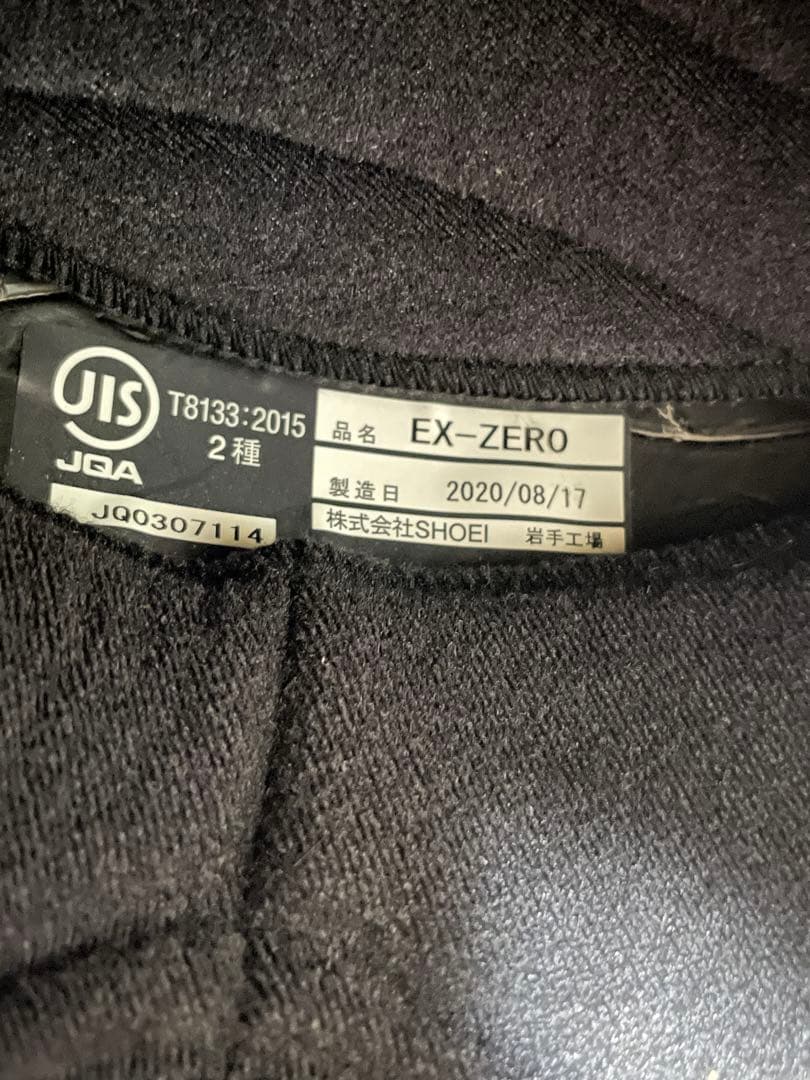 JIS
JQA
T8133:2015
2種
JQ0307114
品名 EX-ZERO
製造日 2020/08/17
株式会社SHOEI 岩手工場